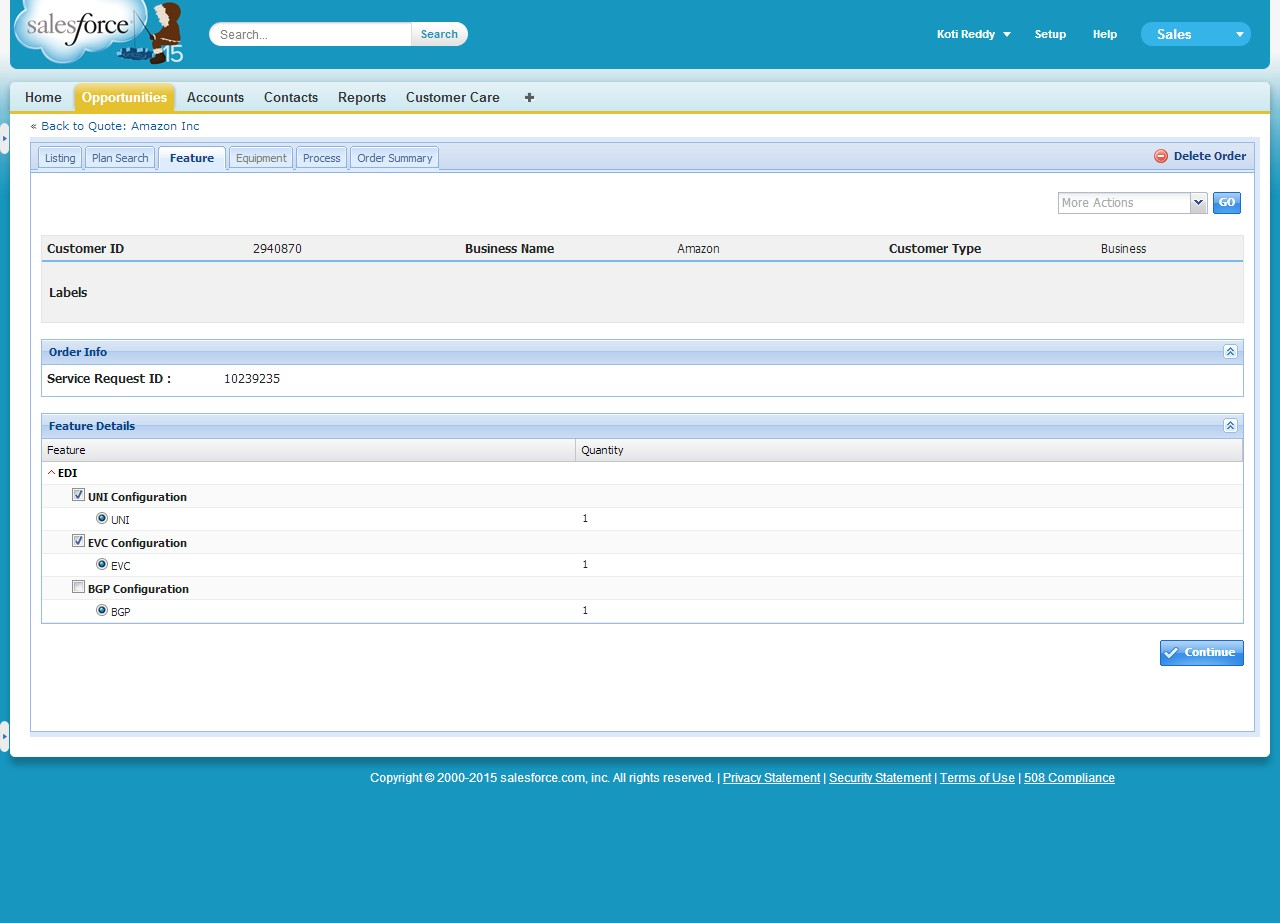 salesforce 15 Search... Search Koti Reddy Setup Help Sales
Home Opportunities Accounts Contacts Reports Customer Care +
« Back to Quote: Amazon Inc
Listing Plan Search Feature Equipment Process Order Summary Delete Order
More Actions GO
Customer ID 2940870 Business Name Amazon Customer Type Business
Labels
Order Info
Service Request ID : 10239235
Feature Details
Feature Quantity
EDI
UNI Configuration
UNI 1
EVC Configuration
EVC 1
BGP Configuration
BGP 1
Continue
Copyright © 2000-2015 salesforce.com, inc. All rights reserved. | Privacy Statement | Security Statement | Terms of Use | 508 Compliance